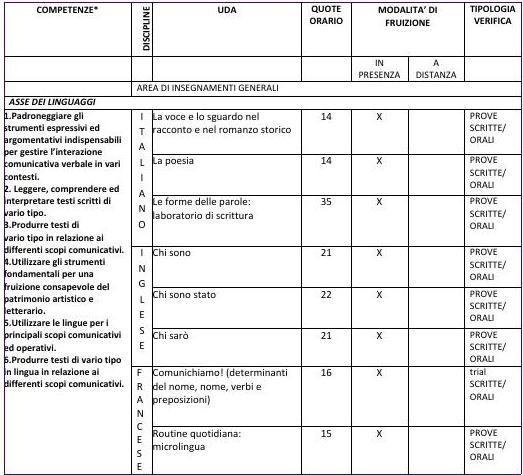 COMPETENZE*
DISCIPLINE
UDA
QUOTE
ORARIO
MODALITA' DI
FRUIZIONE
TIPOLOGIA
VERIFICA
IN
PRESENZA
A
DISTANZA
AREA DI INSEGNAMENTI GENERALI
ASSE DEI LINGUAGGI
1.Padroneggiare gli
strumenti espressivi ed
argomentativi indispensabili
per gestire l'interazione
comunicativa verbale in vari
contesti.
2. Leggere, comprendere ed
interpretare testi scritti di
vario tipo.
3.Produrre testi di
vario tipo in relazione ai
differenti scopi comunicativi.
4.Utilizzare gli strumenti
fondamentali per una
fruizione consapevole del
patrimonio artistico e
letterario.
5.Utilizzare le lingue per i
principali scopi comunicativi
ed operativi.
6.Produrre testi di vario tipo
in lingua in relazione ai
differenti scopi comunicativi.
ITALIANO
La voce e lo sguardo nel
racconto e nel romanzo storico
14
X
PROVE
SCRITTE/
ORALI
La poesia
14
X
PROVE
SCRITTE/
ORALI
Le forme delle parole:
laboratorio di scrittura
35
X
PROVE
SCRITTE/
ORALI
INGLESE
Chi sono
21
X
PROVE
SCRITTE/
ORALI
Chi sono stato
22
X
PROVE
SCRITTE/
ORALI
Chi sarò
21
X
PROVE
SCRITTE/
ORALI
FRANCESE
Comunichiamo! (determinanti
del nome, nome, verbi e
preposizioni)
16
X
trial
SCRITTE/
ORALI
Routine quotidiana:
microlingua
15
X
PROVE
SCRITTE/
ORALI